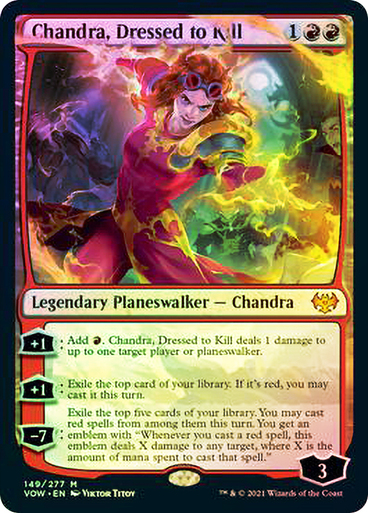 Chandra, Dressed to Kill 1
Legendary Planeswalker — Chandra
+1 : Add . Chandra, Dressed to Kill deals 1 damage to
up to one target player or planeswalker.
+1 : Exile the top card of your library. If it's red, you may
cast it this turn.
Exile the top five cards of your library. You may cast
red spells from among them this turn. You get an
-7 : emblem with "Whenever you cast a red spell, this
emblem deals X damage to any target, where X is the
amount of mana spent to cast that spell."
3
149/277 M
VOW • EN Viktor Titov
™ & © 2021 Wizards of the Coast